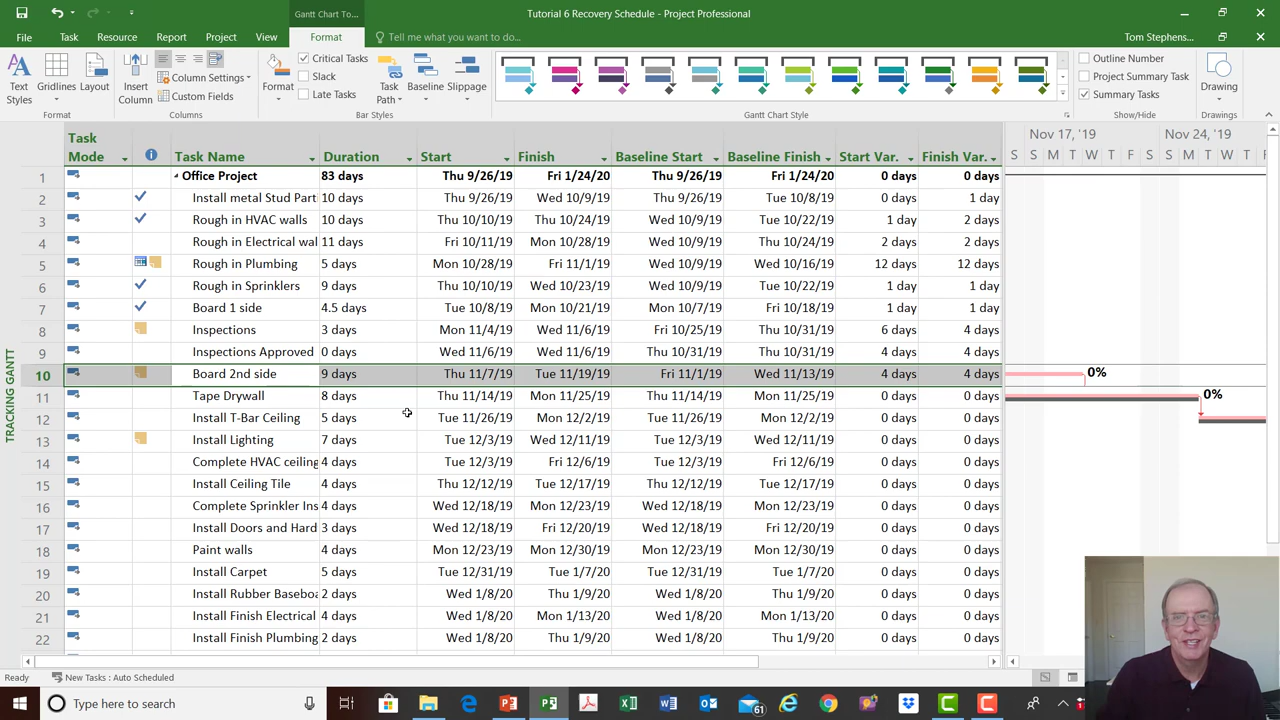 Gantt Chart To...
Tutorial 6 Recovery Schedule - Project Professional
File Task Resource Report Project View Format Tell me what you want to do... Tom Stephens...
Text Styles
Gridlines
Layout
Format
Insert Column
Column Settings
Custom Fields
Columns
Format
Critical Tasks
Slack
Late Tasks
Task Path
Baseline
Slippage
Bar Styles
Gantt Chart Style
Outline Number
Project Summary Task
Summary Tasks
Show/Hide
Drawing
Drawings
Task Mode Task Name Duration Start Finish Baseline Start Baseline Finish Start Var. Finish Var.
Nov 17, '19 Nov 24, '19
S S M T W T F S S M T W T F
1 Office Project 83 days Thu 9/26/19 Fri 1/24/20 Thu 9/26/19 Fri 1/24/20 0 days 0 days
2 Install metal Stud Part 10 days Thu 9/26/19 Wed 10/9/19 Thu 9/26/19 Tue 10/8/19 0 days 1 day
3 Rough in HVAC walls 10 days Thu 10/10/19 Thu 10/24/19 Wed 10/9/19 Tue 10/22/19 1 day 2 days
4 Rough in Electrical wal 11 days Fri 10/11/19 Mon 10/28/19 Wed 10/9/19 Thu 10/24/19 2 days 2 days
5 Rough in Plumbing 5 days Mon 10/28/19 Fri 11/1/19 Wed 10/9/19 Wed 10/16/19 12 days 12 days
6 Rough in Sprinklers 9 days Thu 10/10/19 Wed 10/23/19 Wed 10/9/19 Tue 10/22/19 1 day 1 day
7 Board 1 side 4.5 days Tue 10/8/19 Mon 10/21/19 Mon 10/7/19 Fri 10/18/19 1 day 1 day
8 Inspections 3 days Mon 11/4/19 Wed 11/6/19 Fri 10/25/19 Thu 10/31/19 6 days 4 days
9 Inspections Approved 0 days Wed 11/6/19 Wed 11/6/19 Thu 10/31/19 Thu 10/31/19 4 days 4 days
10 Board 2nd side 9 days Thu 11/7/19 Tue 11/19/19 Fri 11/1/19 Wed 11/13/19 4 days 4 days 0%
11 Tape Drywall 8 days Thu 11/14/19 Mon 11/25/19 Thu 11/14/19 Mon 11/25/19 0 days 0 days 0%
12 Install T-Bar Ceiling 5 days Tue 11/26/19 Mon 12/2/19 Tue 11/26/19 Mon 12/2/19 0 days 0 days
13 Install Lighting 7 days Tue 12/3/19 Wed 12/11/19 Tue 12/3/19 Wed 12/11/19 0 days 0 days
14 Complete HVAC ceiling 4 days Tue 12/3/19 Fri 12/6/19 Tue 12/3/19 Fri 12/6/19 0 days 0 days
15 Install Ceiling Tile 4 days Thu 12/12/19 Tue 12/17/19 Thu 12/12/19 Tue 12/17/19 0 days 0 days
16 Complete Sprinkler Ins 4 days Wed 12/18/19 Mon 12/23/19 Wed 12/18/19 Mon 12/23/19 0 days 0 days
17 Install Doors and Hard 3 days Wed 12/18/19 Fri 12/20/19 Wed 12/18/19 Fri 12/20/19 0 days 0 days
18 Paint walls 4 days Mon 12/23/19 Mon 12/30/19 Mon 12/23/19 Mon 12/30/19 0 days 0 days
19 Install Carpet 5 days Tue 12/31/19 Tue 1/7/20 Tue 12/31/19 Tue 1/7/20 0 days 0 days
20 Install Rubber Baseboa 2 days Wed 1/8/20 Thu 1/9/20 Wed 1/8/20 Thu 1/9/20 0 days 0 days
21 Install Finish Electrical 4 days Wed 1/8/20 Mon 1/13/20 Wed 1/8/20 Mon 1/13/20 0 days 0 days
22 Install Finish Plumbing 2 days Wed 1/8/20 Thu 1/9/20 Wed 1/8/20 Thu 1/9/20 0 days 0 days
TRACKING GANTT
Ready New Tasks : Auto Scheduled
Type here to search
61